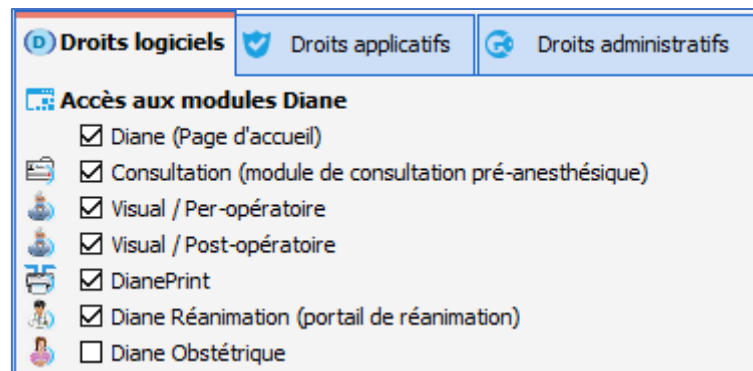 Droits logiciels Droits applicatifs Droits administratifs
Accès aux modules Diane
Diane (Page d'accueil)
Consultation (module de consultation pré-anesthésique)
Visual / Per-opératoire
Visual / Post-opératoire
DianePrint
Diane Réanimation (portail de réanimation)
Diane Obstétrique